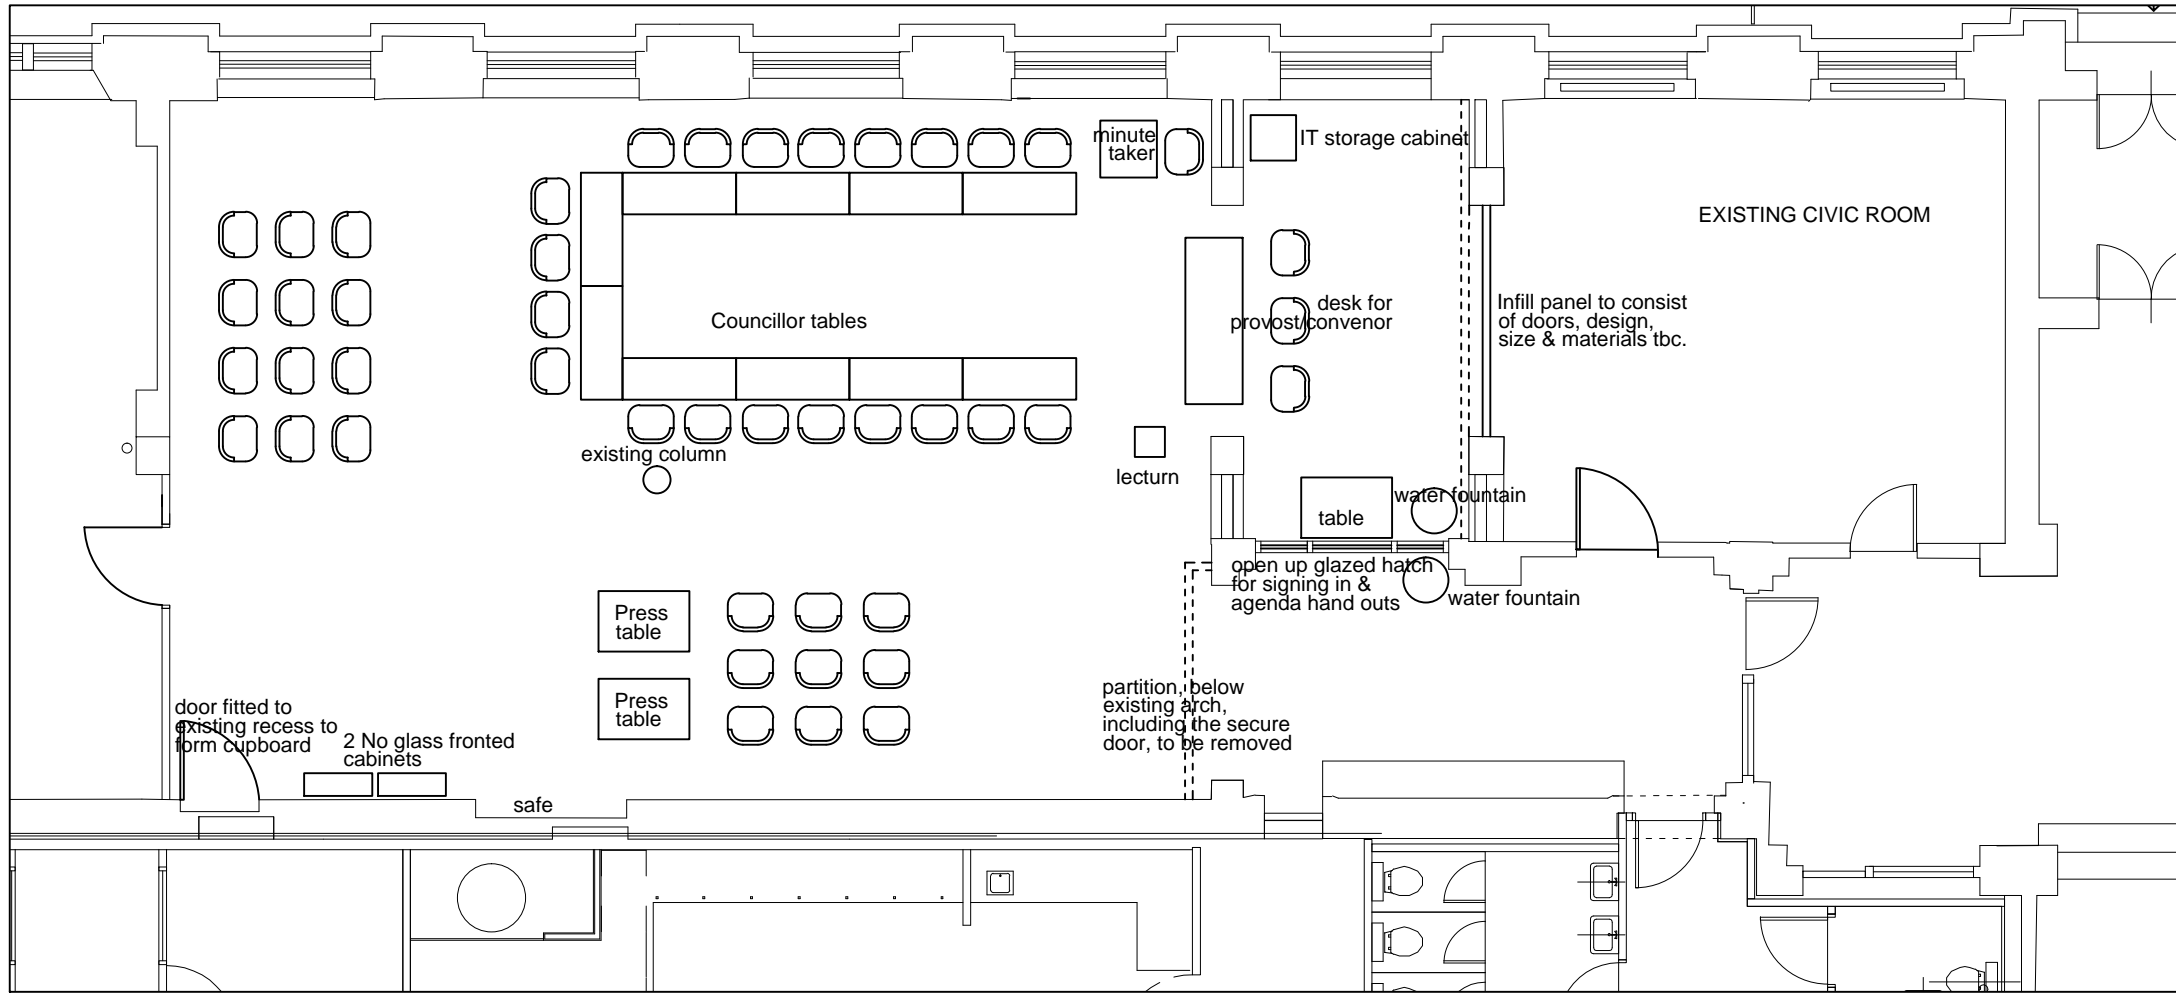 minute
taker
IT storage cabinet
EXISTING CIVIC ROOM
Councillor tables
desk for
provost/convenor
Infill panel to consist
of doors, design,
size & materials tbc.
existing column
lecturn
water fountain
table
open up glazed hatch
for signing in &
agenda hand outs
water fountain
Press
table
Press
table
partition, below
existing arch,
including the secure
door, to be removed
door fitted to
existing recess to
form cupboard
2 No glass fronted
cabinets
safe